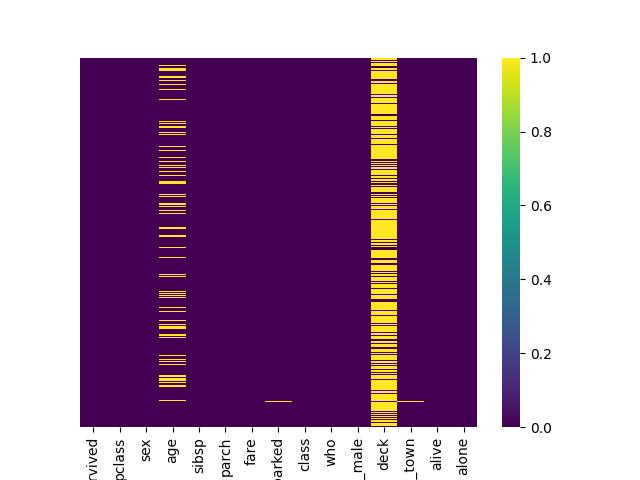 1.0
0.8
0.6
0.4
0.2
0.0
rvived
pclass
sex
age
sibsp
parch
fare
arked
class
who
_male
deck
_town
alive
alone